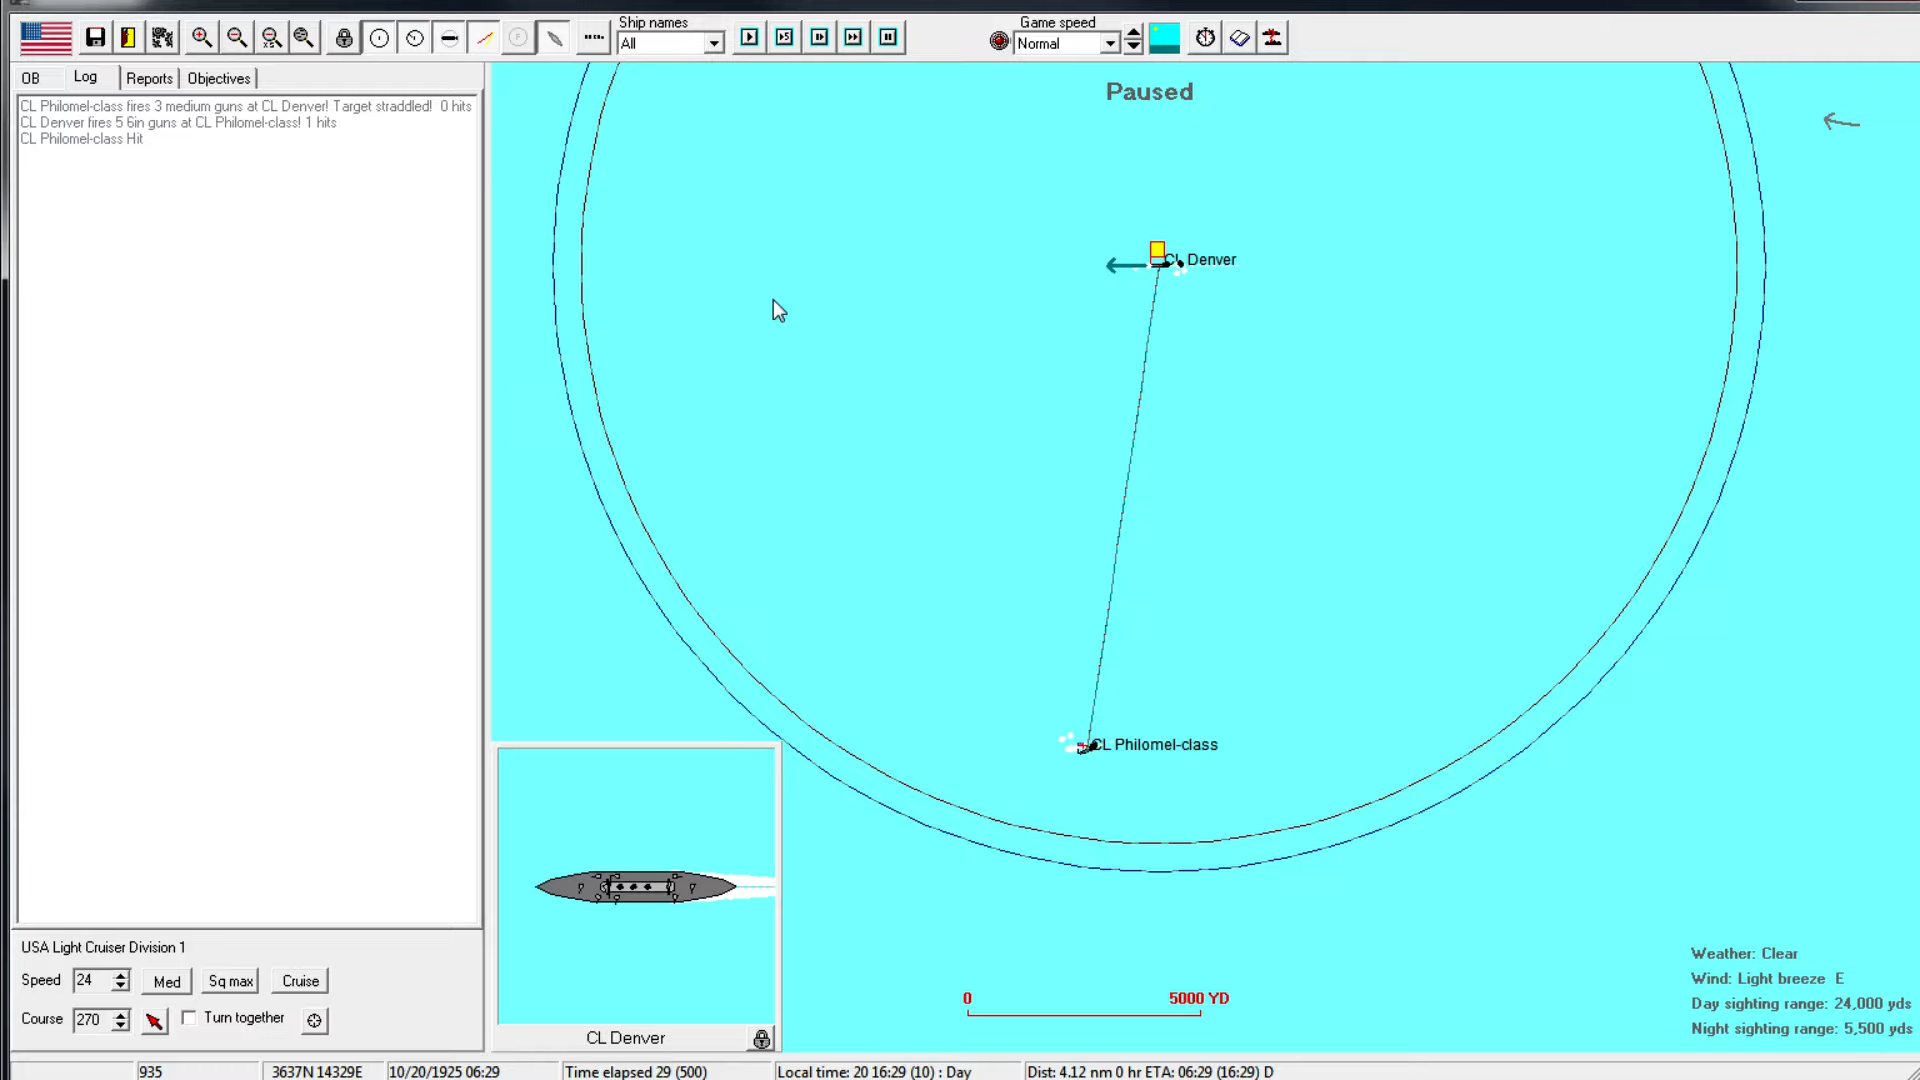 Ship names
All
Game speed
Normal
OB
Log
Reports
Objectives
CL Philomel-class fires 3 medium guns at CL Denver! Target straddled!  0 hits
CL Denver fires 5 6in guns at CL Philomel-class! 1 hits
CL Philomel-class Hit
Paused
CL Denver
CL Philomel-class
USA Light Cruiser Division 1
Speed 24 Med Sq max Cruise
Course 270 Turn together
CL Denver
0 5000 YD
Weather: Clear
Wind: Light breeze  E
Day sighting range: 24,000 yds
Night sighting range: 5,500 yds
935 3637N 14329E 10/20/1925 06:29 Time elapsed 29 (500) Local time: 20 16:29 (10) : Day Dist: 4.12 nm 0 hr ETA: 06:29 (16:29) D